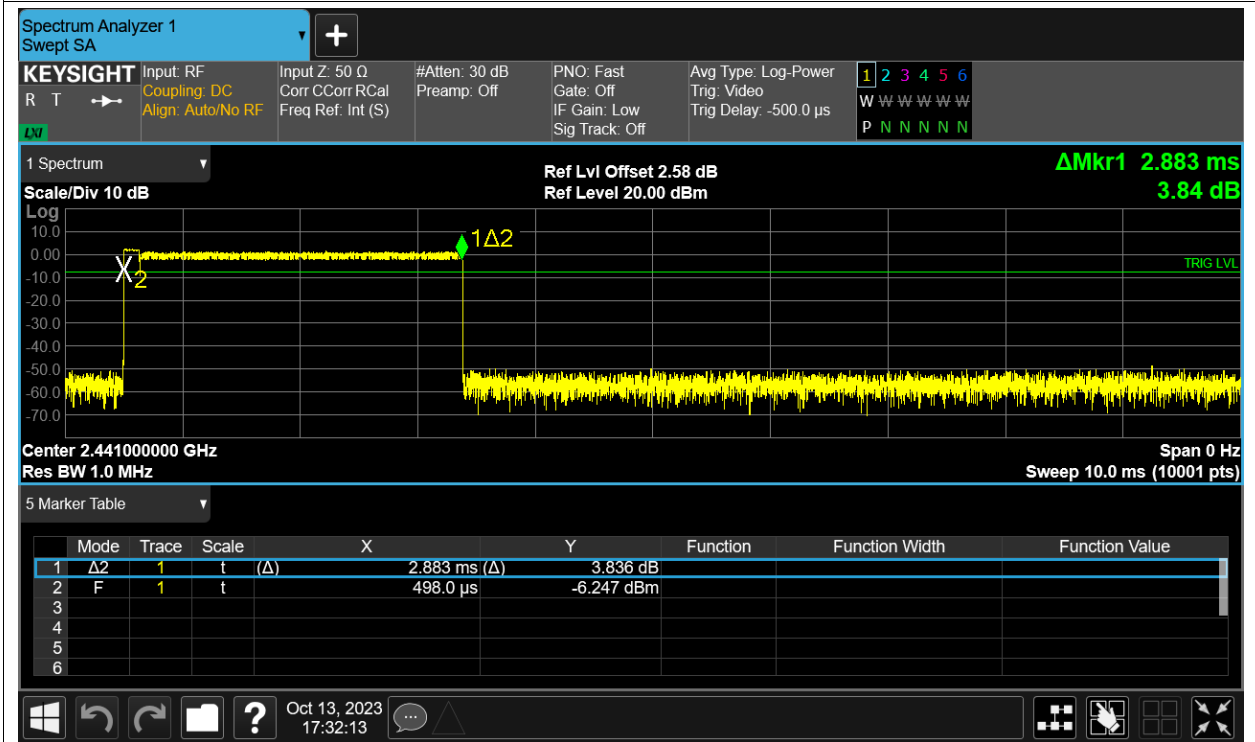 Spectrum Analyzer 1
Swept SA
KEYSIGHT Input: RF Input Z: 50 Ω #Atten: 30 dB PNO: Fast Avg Type: Log-Power 1 2 3 4 5 6
R T Coupling: DC Corr CCorr RCal Preamp: Off Gate: Off Trig: Video W W W W W W
Align: Auto/No RF Freq Ref: Int (S) IF Gain: Low Trig Delay: -500.0 µs
LXI Sig Track: Off P N N N N N
1 Spectrum Ref Lvl Offset 2.58 dB ΔMkr1 2.883 ms
Scale/Div 10 dB Ref Level 20.00 dBm 3.84 dB
Log
10.0
1Δ2
0.00
TRIG LVL
-10.0
X2
-20.0
-30.0
-40.0
-50.0
-60.0
-70.0
Center 2.441000000 GHz Span 0 Hz
Res BW 1.0 MHz Sweep 10.0 ms (10001 pts)
5 Marker Table
Mode Trace Scale X Y Function Function Width Function Value
1 Δ2 1 t (Δ) 2.883 ms (Δ) 3.836 dB
2 F 1 t 498.0 µs -6.247 dBm
3
4
5
6
? Oct 13, 2023
17:32:13